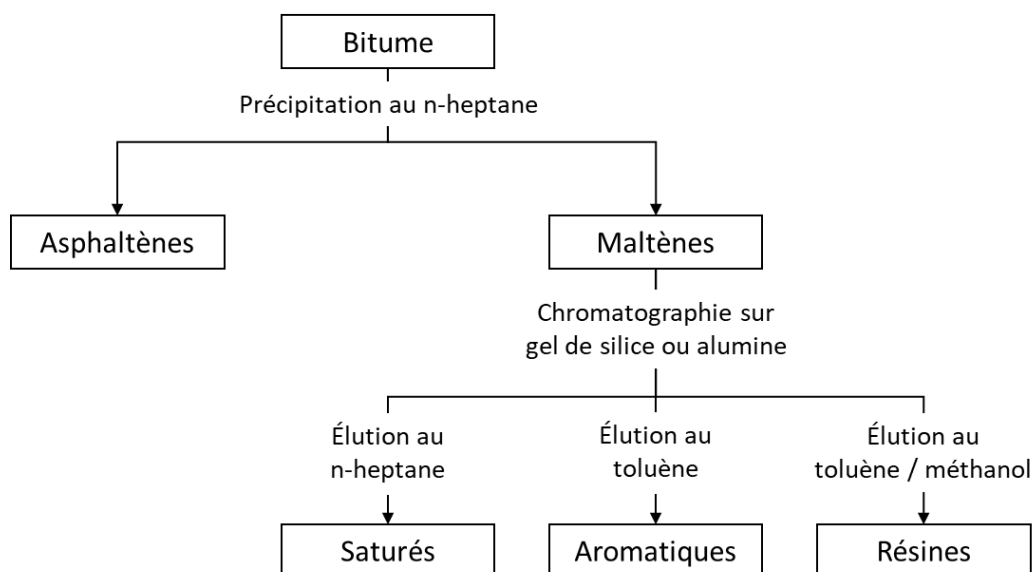 Bitume
Précipitation au n-heptane
Asphaltènes
Maltènes
Chromatographie sur
gel de silice ou alumine
Élution au
n-heptane
Élution au
toluène
Élution au
toluène / méthanol
Saturés
Aromatiques
Résines